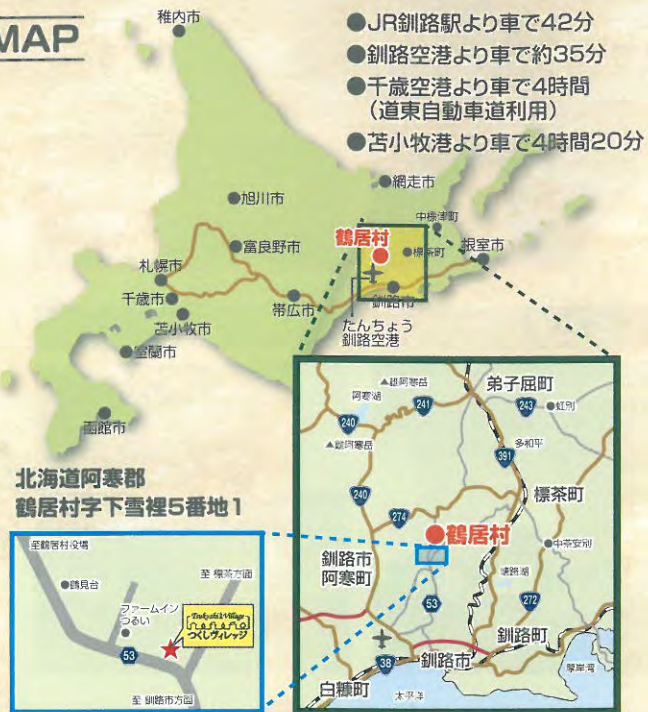 MAP
●JR釧路駅より車で42分
●釧路空港より車で約35分
●千歳空港より車で4時間
(道東自動車道利用)
●苫小牧港より車で4時間20分
稚内市
網走市
旭川市
中標津町
鶴居村
富良野市
標茶町
根室市
札幌市
千歳市
帯広市
釧路市
苫小牧市
たんちょう
釧路空港
室蘭市
函館市
北海道阿寒郡
鶴居村字下雪裡5番地1
至鶴居村役場
鶴見台
至 標茶方面
ファームイン
つるい
Tsukushi Village
つくしヴィレッジ
53
至 釧路市方面
▲雌阿寒岳
弟子屈町
阿寒湖
241
243
虹別
240
▲雌阿寒岳
多和平
391
240
標茶町
274
鶴居村
中茶安別
釧路市
阿寒町
塘路湖
53
272
釧路町
38
釧路市
厚岸湾
白糠町
太平洋